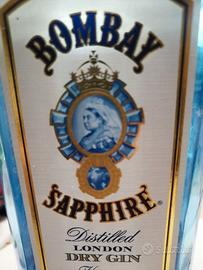 BOMBAY
SAPPHIRE®
Distilled
LONDON
DRY GIN